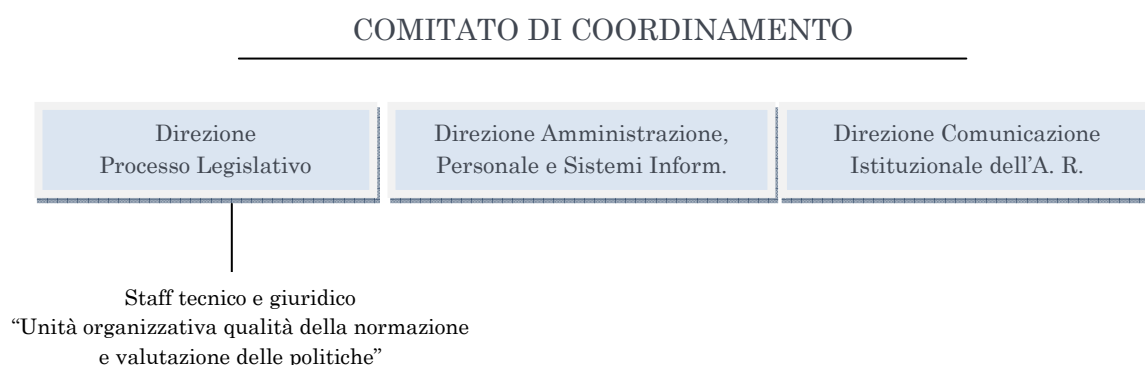 COMITATO DI COORDINAMENTO
Direzione
Processo Legislativo
Direzione Amministrazione,
Personale e Sistemi Inform.
Direzione Comunicazione
Istituzionale dell’A. R.
Staff tecnico e giuridico
“Unità organizzativa qualità della normazione
e valutazione delle politiche”